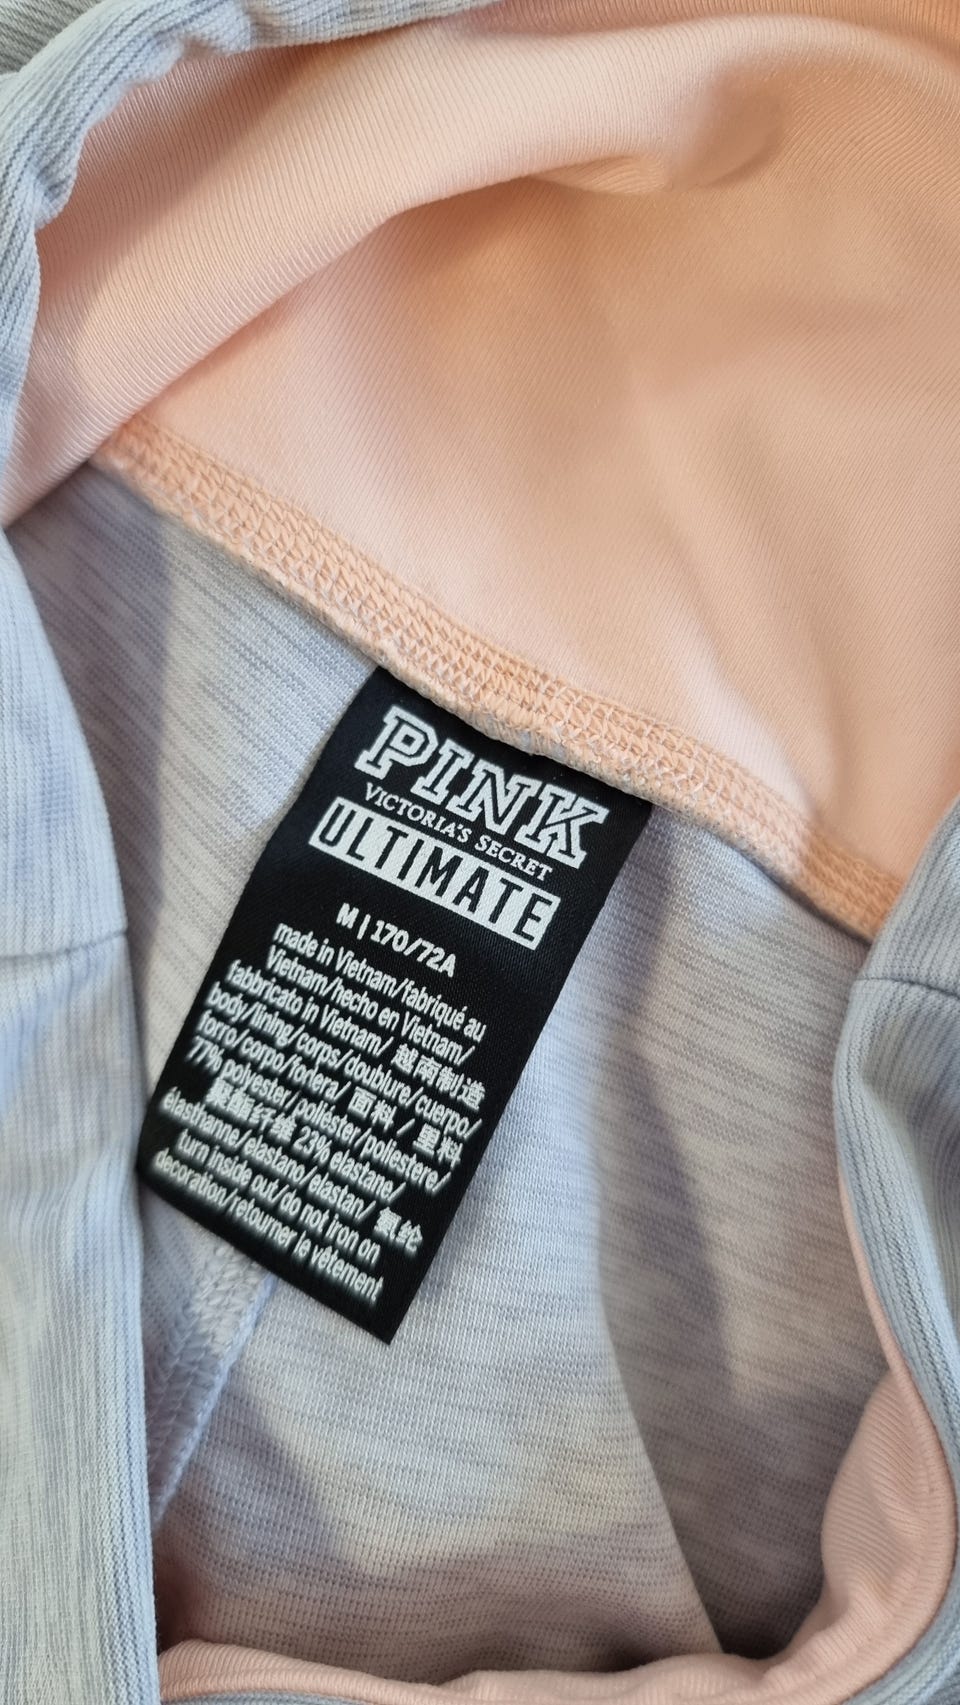 PINK
VICTORIA'S SECRET
ULTIMATE
M | 170/72A
made in Vietnam/fabriqué au
Vietnam/hecho en Vietnam/
fabbricato in Vietnam/ 越南制造
body/lining/corps/doublure/cuerpo/
forro/corpo/fodera/ 面料 / 里料
77% polyester/poliéster/poliestere/
聚酯纤维 23% elastane/
élasthanne/elastano/elastan/ 氨纶
turn inside out/do not iron on
decoration/retourner le vêtement